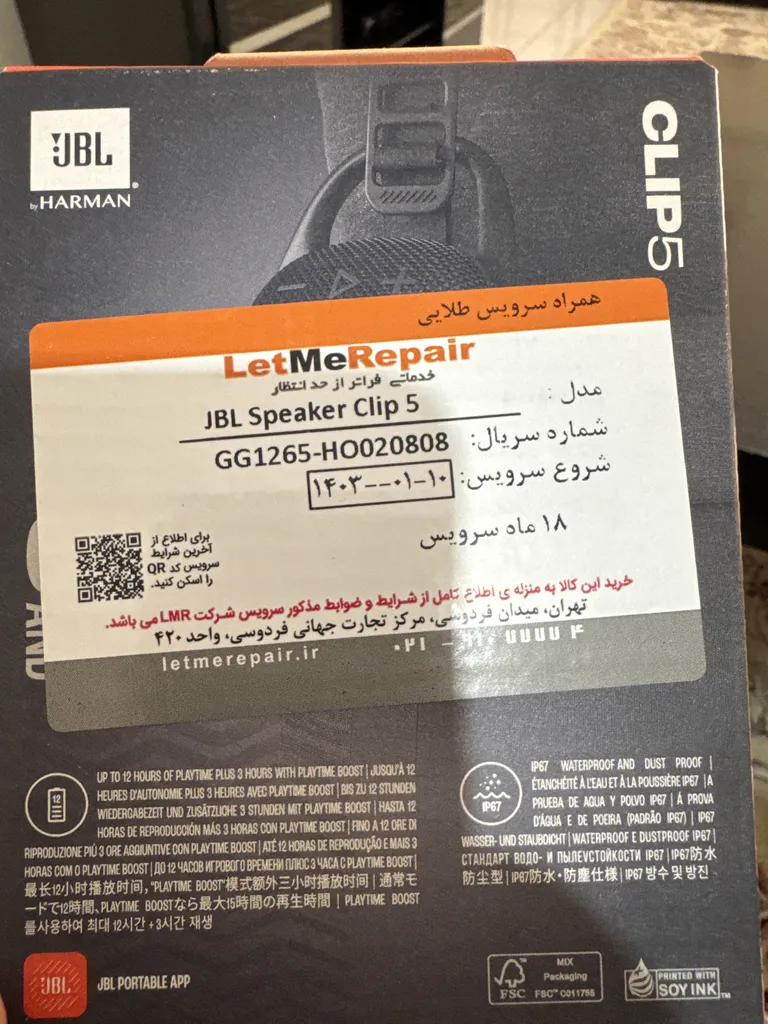 JBL
by HARMAN
CLIP5
همراه سرویس طلایی
LetMeRepair
خدماتی فراتر از حد انتظار
مدل :
JBL Speaker Clip 5
شماره سریال:
GG1265-HO020808
شروع سرویس:
۱۴۰۳--۰۱-۱۰
۱۸ ماه سرویس
برای اطلاع از
آخرین شرایط
سرویس کد QR
را اسکن کنید.
خرید این کالا به منزله ی اطلاع کامل از شرایط و ضوابط مذکور سرویس شرکت LMR می باشد.
تهران، میدان فردوسی، مرکز تجارت جهانی فردوسی، واحد ۴۲۰
letmerepair.ir
۰۲۱ –
AND
12
UP TO 12 HOURS OF PLAYTIME PLUS 3 HOURS WITH PLAYTIME BOOST | JUSQU'À 12
HEURES D'AUTONOMIE PLUS 3 HEURES AVEC PLAYTIME BOOST | BIS ZU 12 STUNDEN
WIEDERGABEZEIT UND ZUSÄTZLICHE 3 STUNDEN MIT PLAYTIME BOOST | HASTA 12
HORAS DE REPRODUCCIÓN MÁS 3 HORAS CON PLAYTIME BOOST | FINO A 12 ORE DI
RIPRODUZIONE PIÙ 3 ORE AGGIUNTIVE CON PLAYTIME BOOST | ATÉ 12 HORAS DE REPRODUÇÃO E MAIS 3
HORAS COM O PLAYTIME BOOST | ДО 12 ЧАСОВ ИГРОВОГО ВРЕМЕНИ ПЛЮС 3 ЧАСА С PLAYTIME BOOST |
最长12小时播放时间，"PLAYTIME BOOST"模式额外三小时播放时间 | 通常モ
ードで12時間、PLAYTIME BOOSTなら最大15時間の再生時間 | PLAYTIME BOOST
를사용하여 최대 12시간 +3시간 재생
IP67
IP67 WATERPROOF AND DUST PROOF |
ÉTANCHÉITÉ À L'EAU ET À LA POUSSIÈRE IP67 | A
PRUEBA DE AGUA Y POLVO IP67 | À PROVA
D'ÁGUA E DE POEIRA (PADRÃO IP67) | IP67
WASSER- UND STAUBDICHT | WATERPROOF E DUSTPROOF IP67 |
СТАНДАРТ ВОДО- И ПЫЛЕУСТОЙКОСТИ IP67 | IP67防水
防尘型 | IP67防水・防塵仕様 | IP67 방수 및 방진
JBL
JBL PORTABLE APP
FSC
MIX
Packaging
FSC™ C011755
PRINTED WITH
SOY INK™